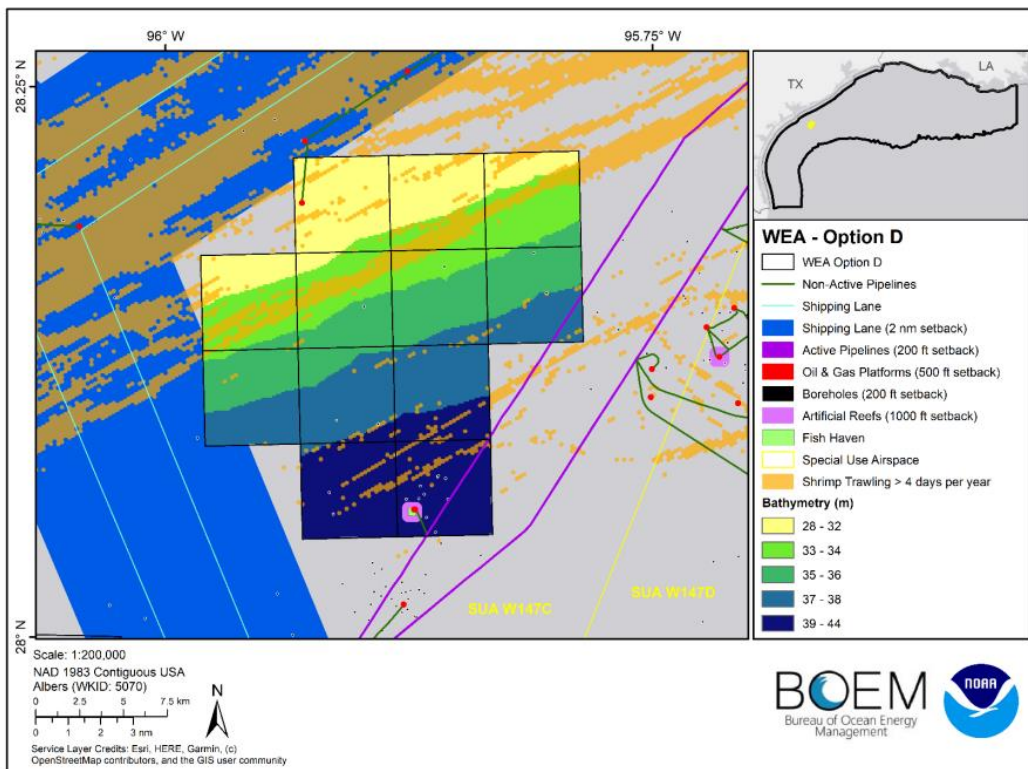 96° W
95.75° W
28.25° N
28° N
SUA W147C
SUA W147D
TX
LA
WEA - Option D
WEA Option D
Non-Active Pipelines
Shipping Lane
Shipping Lane (2 nm setback)
Active Pipelines (200 ft setback)
Oil & Gas Platforms (500 ft setback)
Boreholes (200 ft setback)
Artificial Reefs (1000 ft setback)
Fish Haven
Special Use Airspace
Shrimp Trawling > 4 days per year
Bathymetry (m)
28 - 32
33 - 34
35 - 36
37 - 38
39 - 44
Scale: 1:200,000
NAD 1983 Contiguous USA
Albers (WKID: 5070)
0 2.5 5 7.5 km
0 1 2 3 nm
N
Service Layer Credits: Esri, HERE, Garmin, (c)
OpenStreetMap contributors, and the GIS user community
BOEM
Bureau of Ocean Energy
Management
NOAA